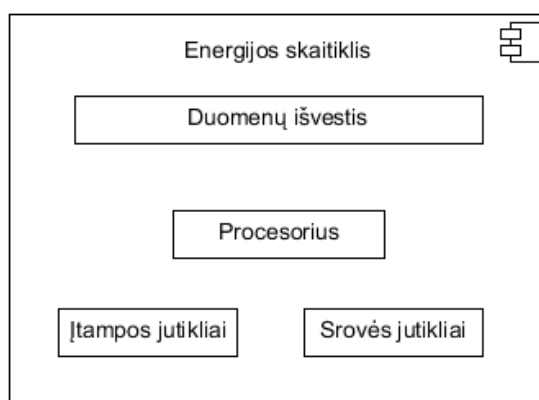 Energijos skaitiklis
Duomenų išvestis
Procesorius
Įtampos jutikliai
Srovės jutikliai